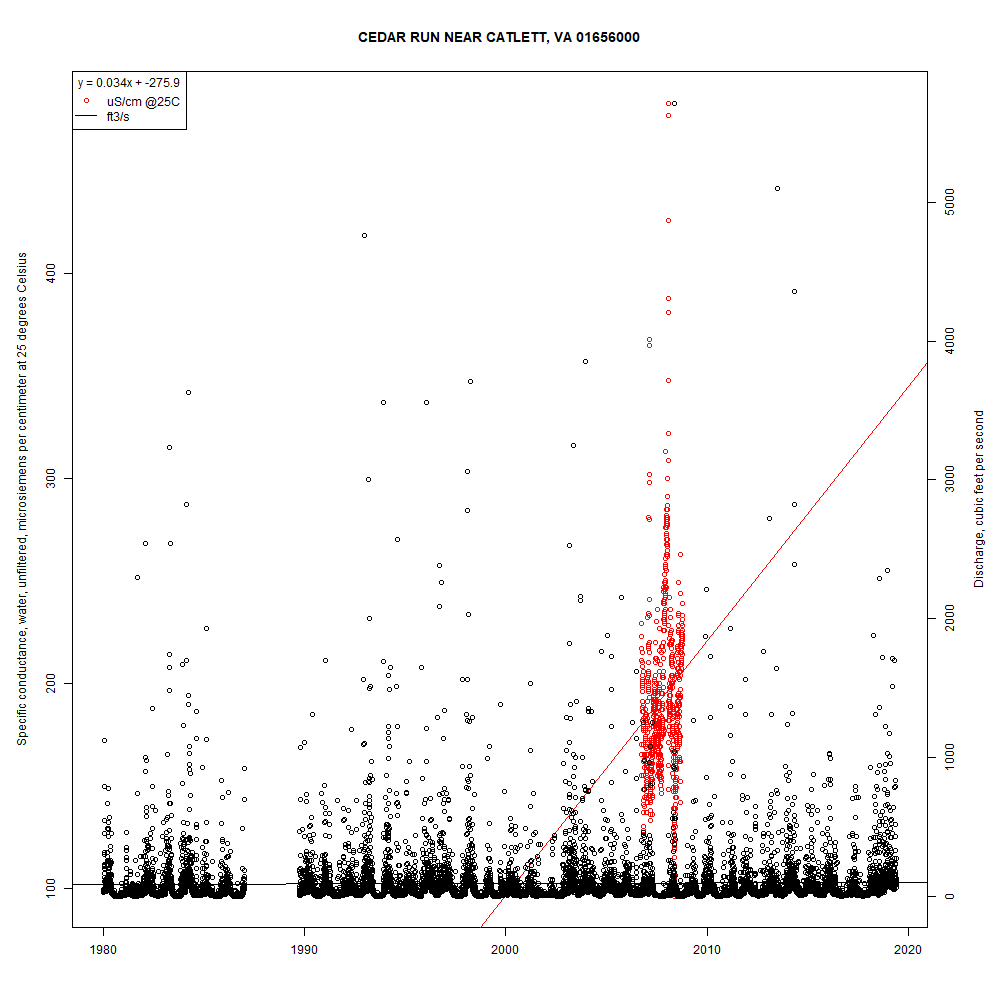 CEDAR RUN NEAR CATLETT, VA 01656000
y = 0.034x + -275.9
uS/cm @25C
ft3/s
Specific conductance, water, unfiltered, microsiemens per centimeter at 25 degrees Celsius
400
300
200
100
5000
4000
3000
2000
1000
0
Discharge, cubic feet per second
1980
1990
2000
2010
2020